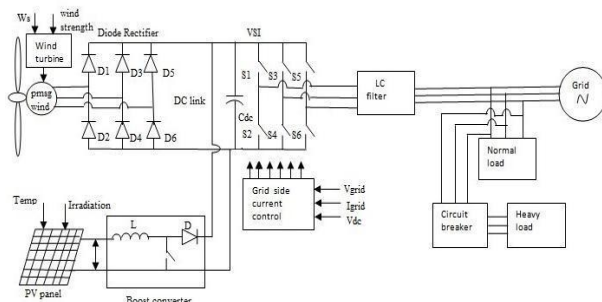 Ws
wind
strength
Wind
turbine
pmsg
wind
Diode Rectifier
D1
D3
D5
D2
D4
D6
DC link
Cdc
VSI
S1
S3
S5
S2
S4
S6
LC
filter
Grid
Normal
load
Circuit
breaker
Heavy
load
Grid side
current
control
Vgrid
Igrid
Vdc
Temp
Irradiation
PV panel
L
D
Boost converter